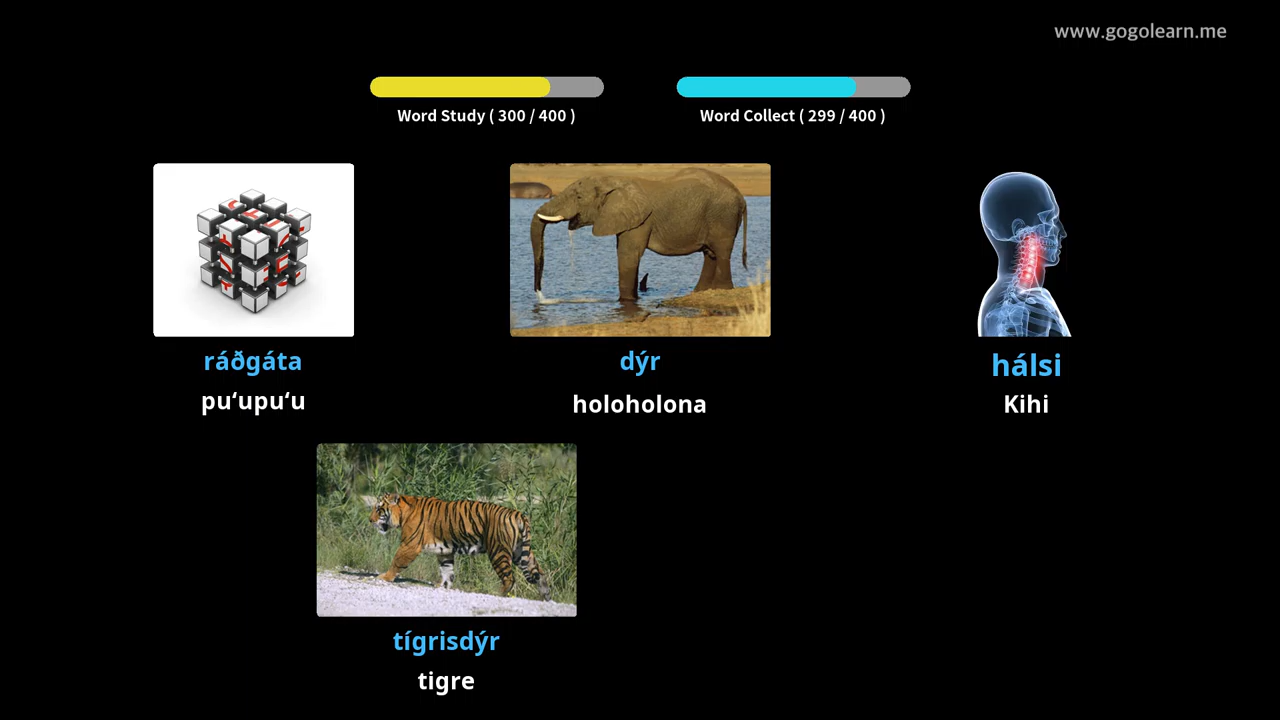 www.gogolearn.me
Word Study ( 300 / 400 )
Word Collect ( 299 / 400 )
ráðgáta
puʻupuʻu
dýr
holoholona
hálsi
Kihi
tígrisdýr
tigre